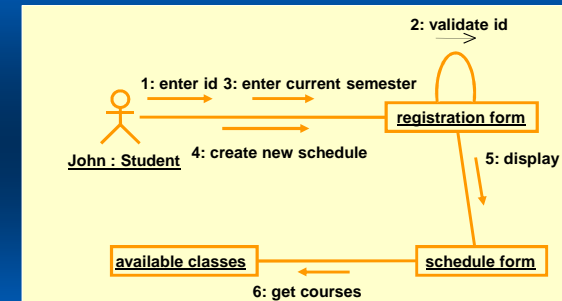 2: validate id
1: enter id 3: enter current semester
registration form
John : Student
4: create new schedule
5: display
available classes
schedule form
6: get courses